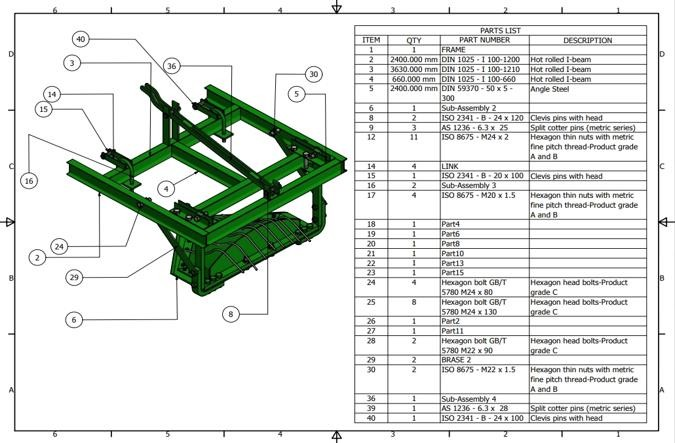 6 5 4 3 2 1
D D
C C
B B
A A
40
3
36
30
14
5
15
16
4
24
2
29
6
8
PARTS LIST
ITEM QTY PART NUMBER DESCRIPTION
1 1 FRAME
2 2400.000 mm DIN 1025 - I 100-1200 Hot rolled I-beam
3 3630.000 mm DIN 1025 - I 100-1210 Hot rolled I-beam
4 660.000 mm DIN 1025 - I 100-660 Hot rolled I-beam
5 2400.000 mm DIN 59370 - 50 x 5 - Angle Steel
300
6 1 Sub-Assembly 2
8 2 ISO 2341 - B - 24 x 120 Clevis pins with head
9 3 AS 1236 - 6.3 x 25 Split cotter pins (metric series)
12 11 ISO 8675 - M24 x 2 Hexagon thin nuts with metric
fine pitch thread-Product grade
A and B
14 4 LINK
15 1 ISO 2341 - B - 20 x 100 Clevis pins with head
16 2 Sub-Assembly 3
17 4 ISO 8675 - M20 x 1.5 Hexagon thin nuts with metric
fine pitch thread-Product grade
A and B
18 1 Part4
19 1 Part6
20 1 Part8
21 1 Part10
22 1 Part13
23 1 Part15
24 4 Hexagon bolt GB/T Hexagon head bolts-Product
5780 M24 x 80 grade C
25 8 Hexagon bolt GB/T Hexagon head bolts-Product
5780 M24 x 130 grade C
26 1 Part2
27 1 Part11
28 2 Hexagon bolt GB/T Hexagon head bolts-Product
5780 M22 x 90 grade C
29 2 BRASE 2
30 2 ISO 8675 - M22 x 1.5 Hexagon thin nuts with metric
fine pitch thread-Product grade
A and B
36 1 Sub-Assembly 4
39 1 AS 1236 - 6.3 x 28 Split cotter pins (metric series)
40 1 ISO 2341 - B - 24 x 100 Clevis pins with head
6 5 4 3 2 1